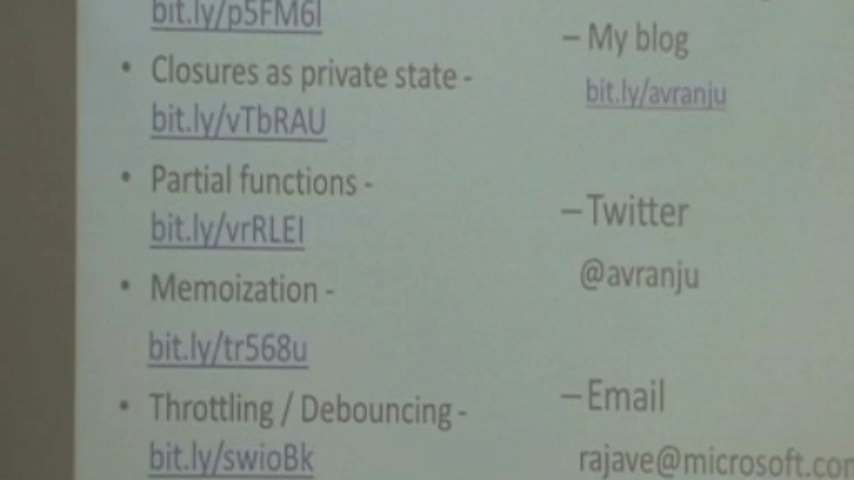 bit.ly/p5FM6l
• Closures as private state -
bit.ly/vTbRAU
• Partial functions -
bit.ly/vrRLEI
• Memoization -
bit.ly/tr568u
• Throttling / Debouncing -
bit.ly/swioBk
– My blog
bit.ly/avranju
– Twitter
@avranju
– Email
rajave@microsoft.com